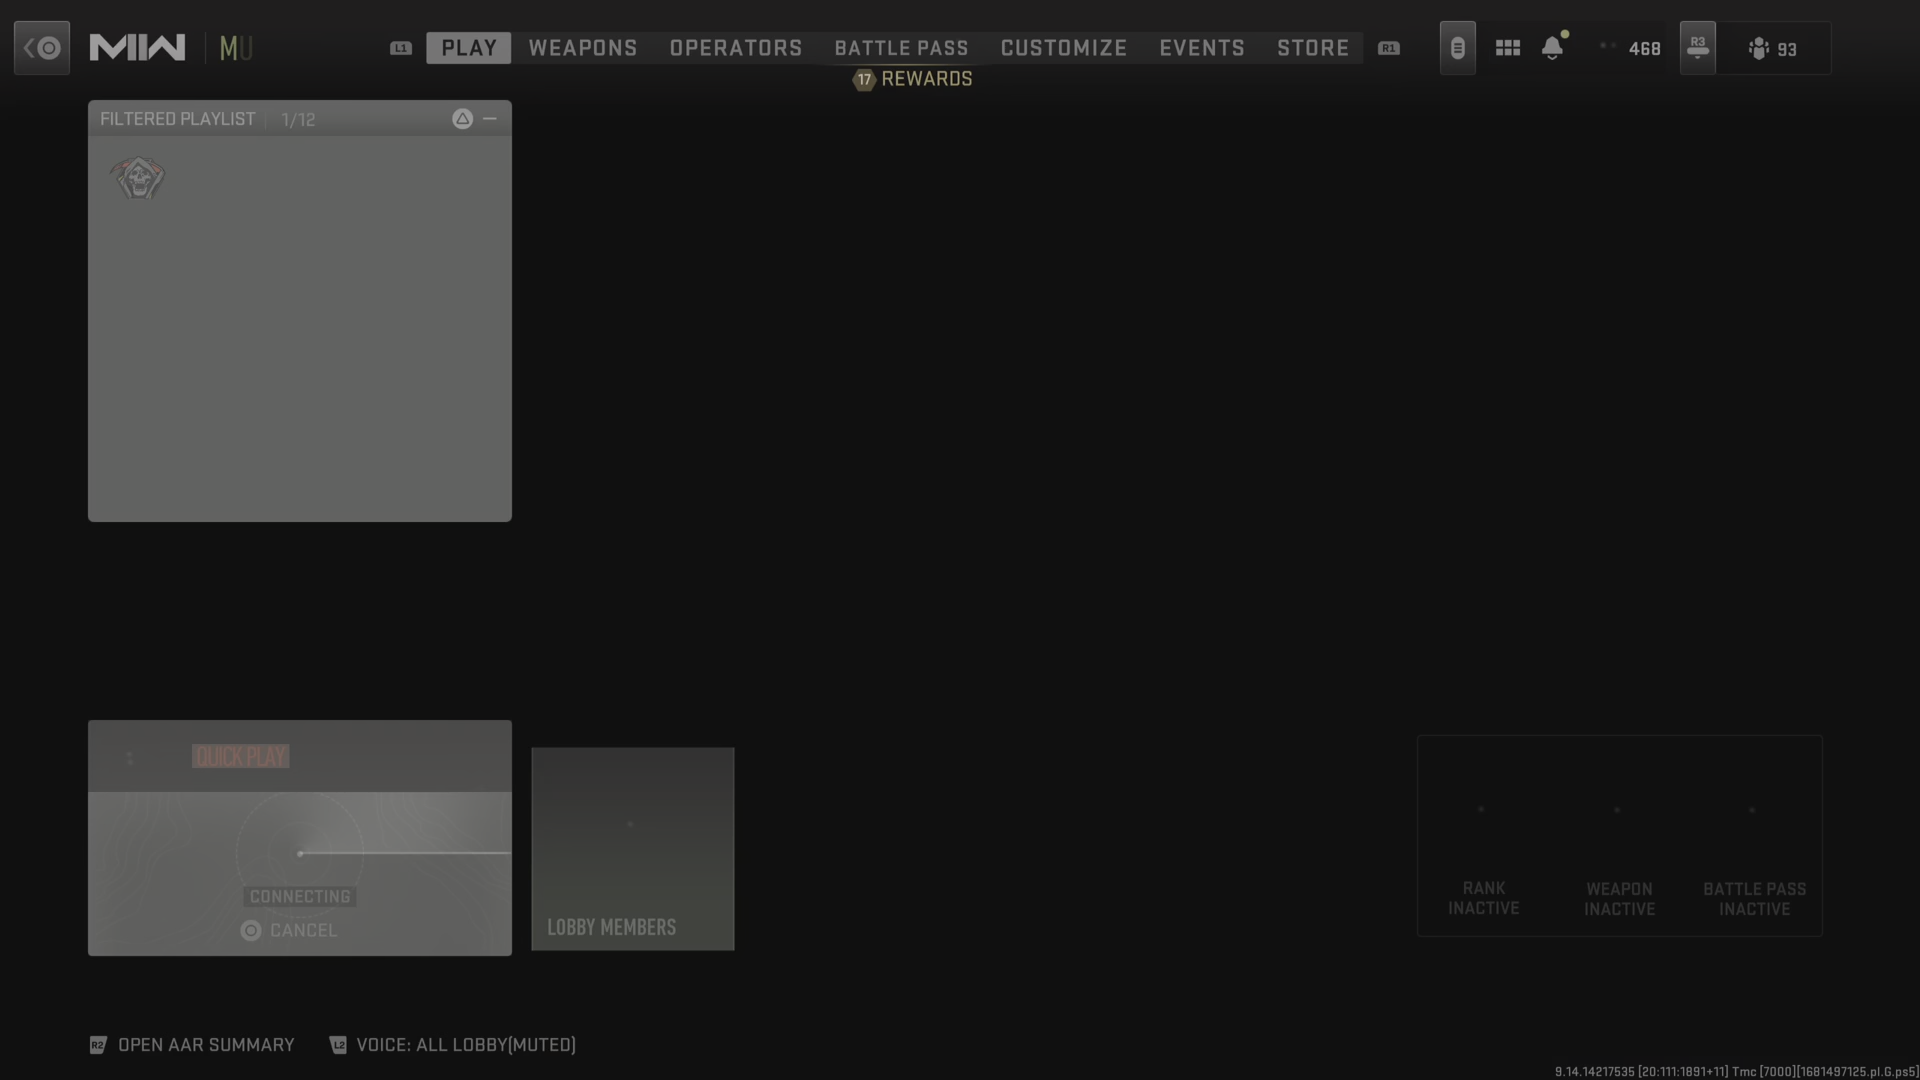 MW MU L1 PLAY WEAPONS OPERATORS BATTLE PASS CUSTOMIZE EVENTS STORE R1 468 R3 93
17 REWARDS
FILTERED PLAYLIST 1/12
QUICK PLAY
CONNECTING
CANCEL
LOBBY MEMBERS
RANK
INACTIVE
WEAPON
INACTIVE
BATTLE PASS
INACTIVE
R2 OPEN AAR SUMMARY L2 VOICE: ALL LOBBY(MUTED)
9.14.14217535 [20:111:1891+11] Tmc [7000][1681497125.pl.G.ps5]